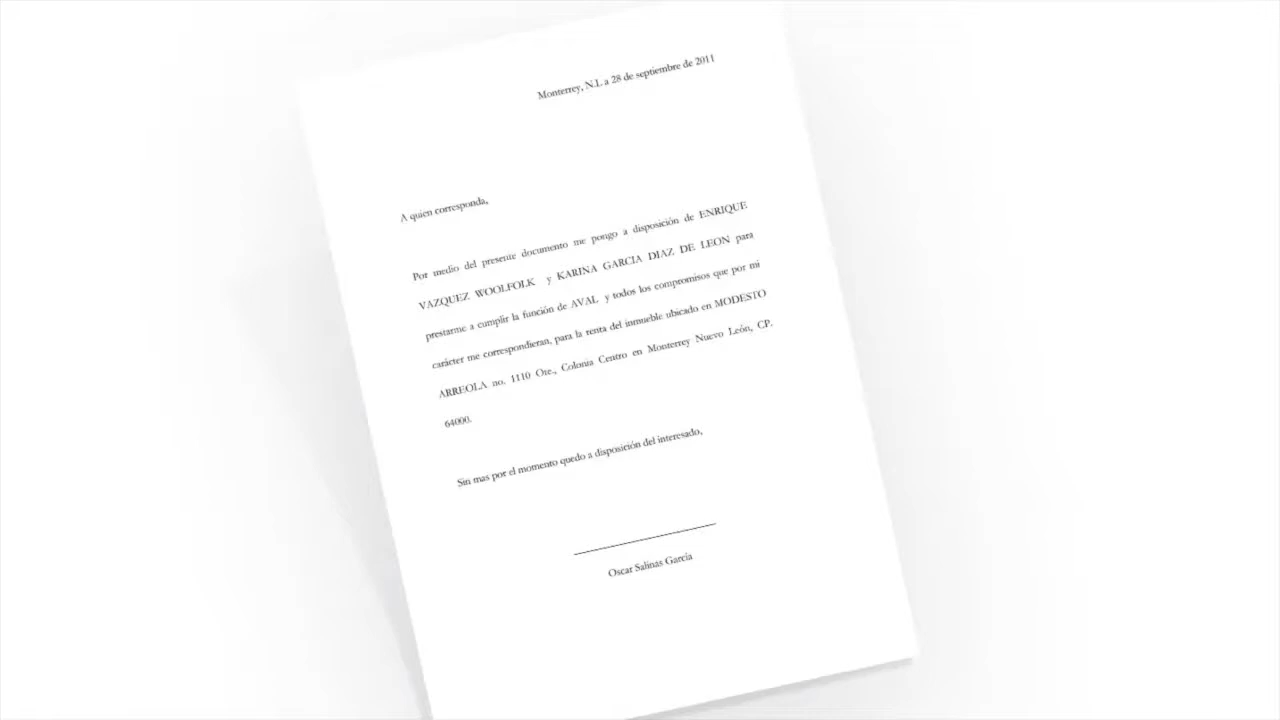 Monterrey, N.L a 28 de septiembre de 2011
A quien corresponda,
Por medio del presente documento me pongo a disposición de ENRIQUE
VAZQUEZ WOOLFOLK y KARINA GARCIA DIAZ DE LEON para
prestarme a cumplir la función de AVAL y todos los compromisos que por mi
carácter me correspondieran, para la renta del inmueble ubicado en MODESTO
ARREOLA no. 1110 Ote., Colonia Centro en Monterrey Nuevo León, CP.
64000.
Sin mas por el momento quedo a disposición del interesado,
Oscar Salinas García